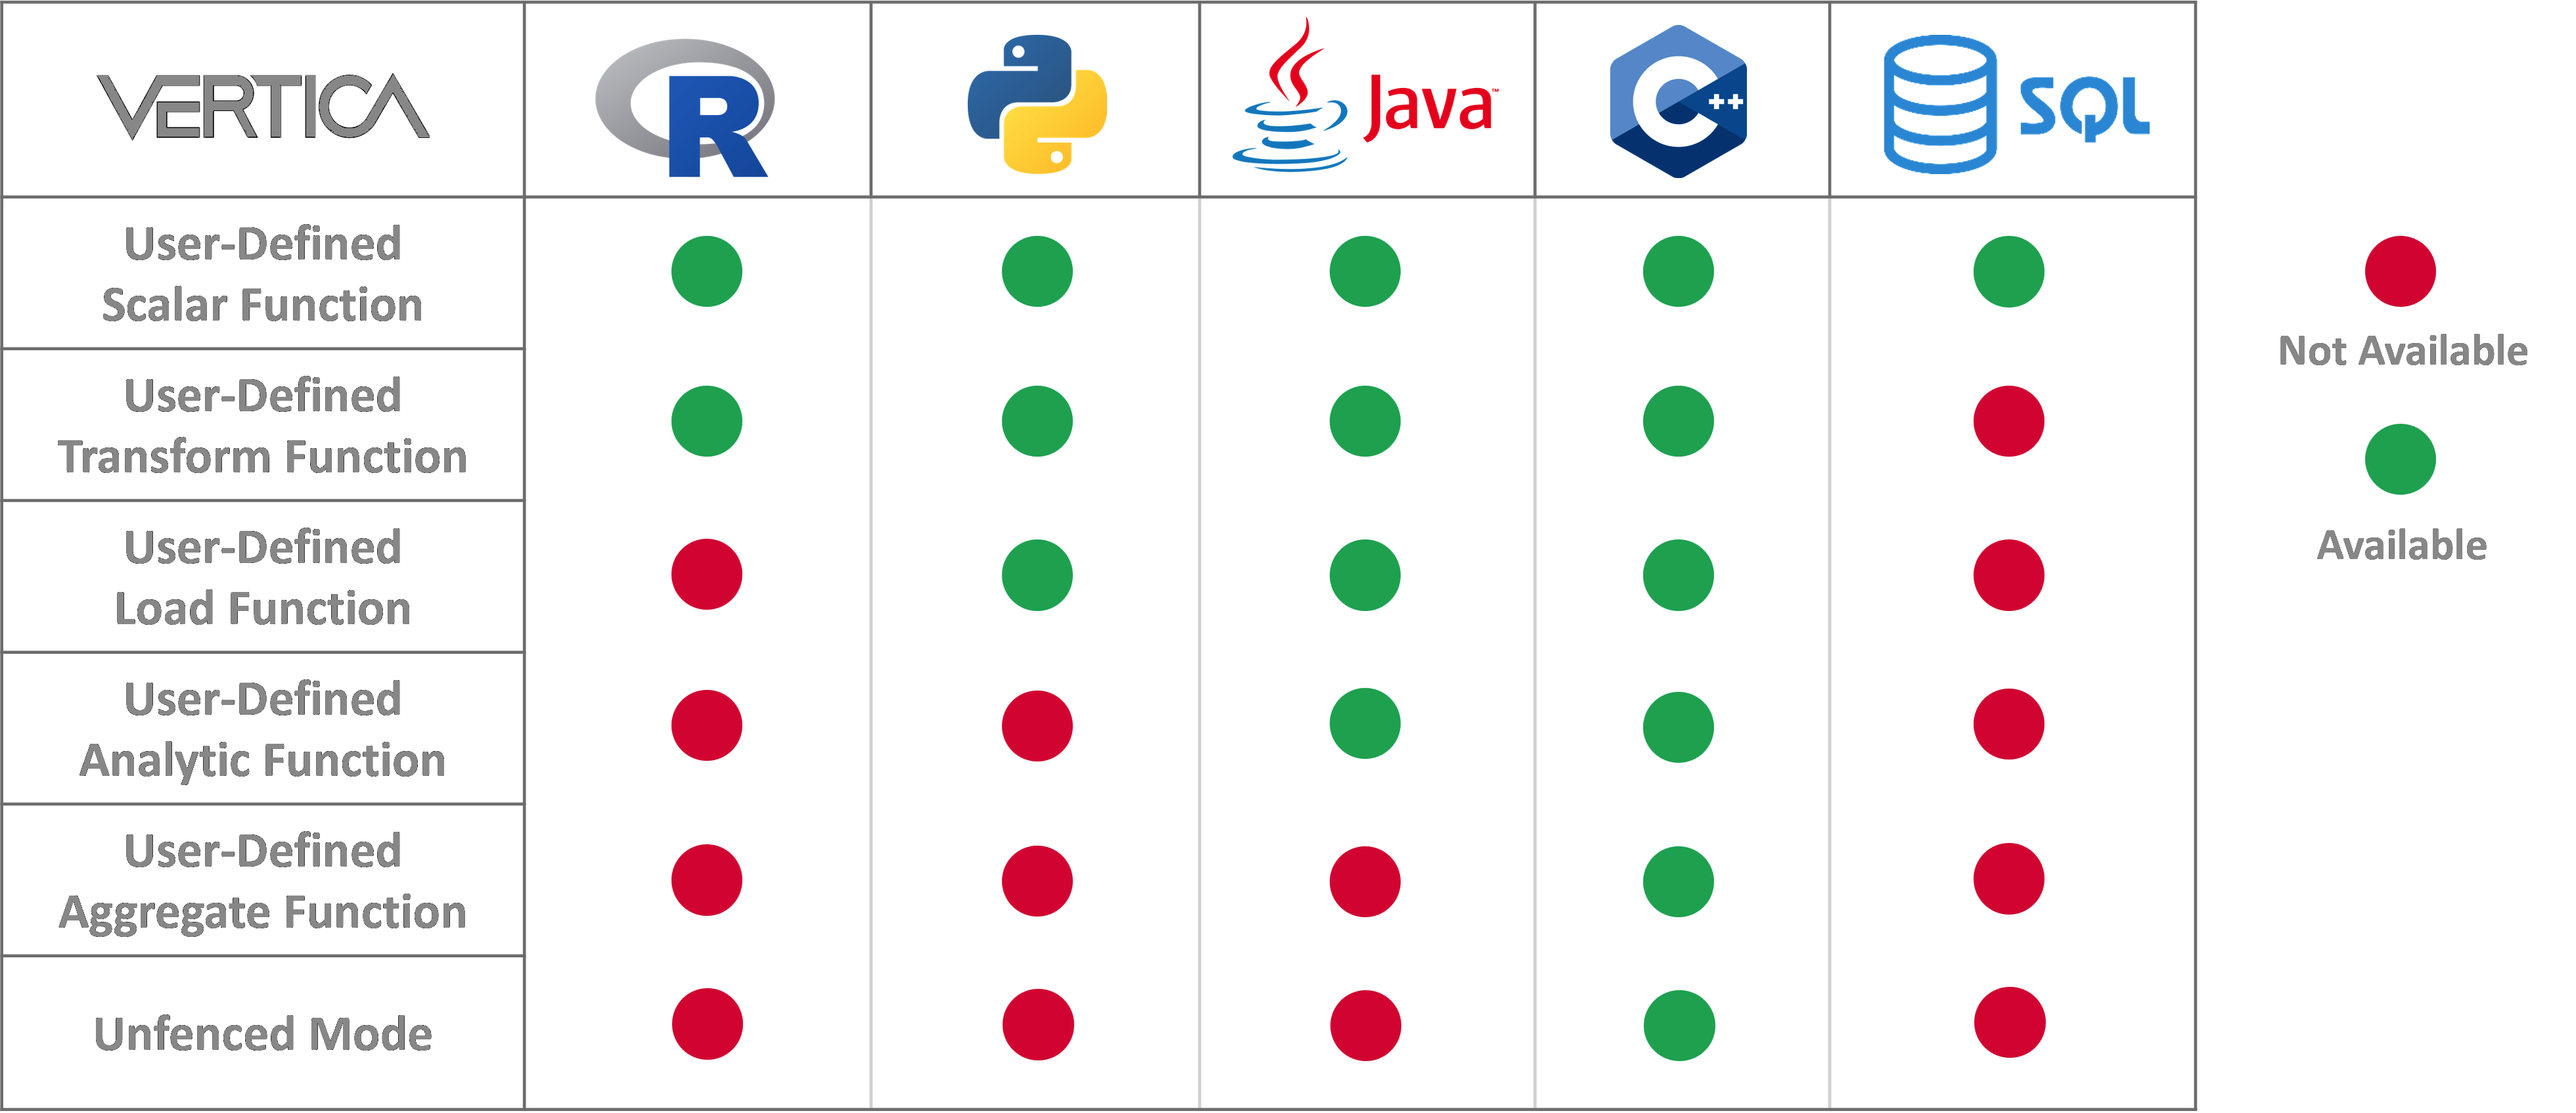 VERTICA
R
Java™
C++
SQL
User-Defined
Scalar Function
User-Defined
Transform Function
User-Defined
Load Function
User-Defined
Analytic Function
User-Defined
Aggregate Function
Unfenced Mode
Not Available
Available